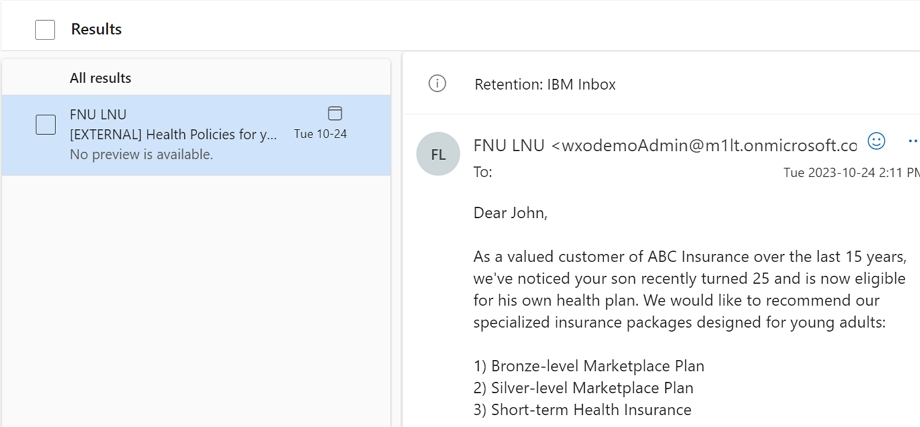 Results
All results
FNU LNU
[EXTERNAL] Health Policies for y...
Tue 10-24
No preview is available.
Retention: IBM Inbox
FL
FNU LNU <wxodemoAdmin@m1lt.onmicrosoft.co
To:
Tue 2023-10-24 2:11 PM
Dear John,
As a valued customer of ABC Insurance over the last 15 years,
we've noticed your son recently turned 25 and is now eligible
for his own health plan. We would like to recommend our
specialized insurance packages designed for young adults:
1) Bronze-level Marketplace Plan
2) Silver-level Marketplace Plan
3) Short-term Health Insurance